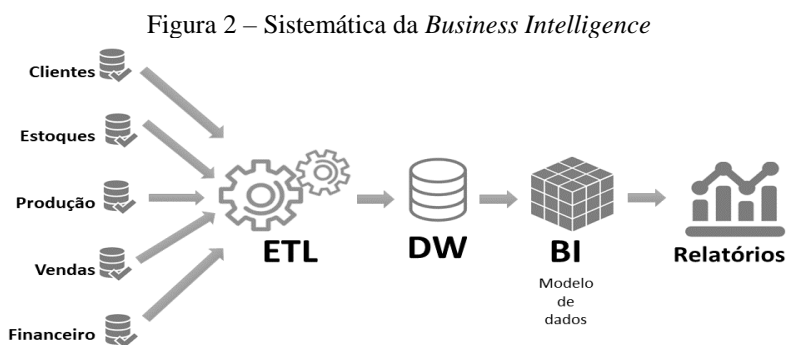 Figura 2 – Sistemática da Business Intelligence
Clientes
Estoques
Produção
Vendas
Financeiro
ETL
DW
BI
Modelo
de
dados
Relatórios